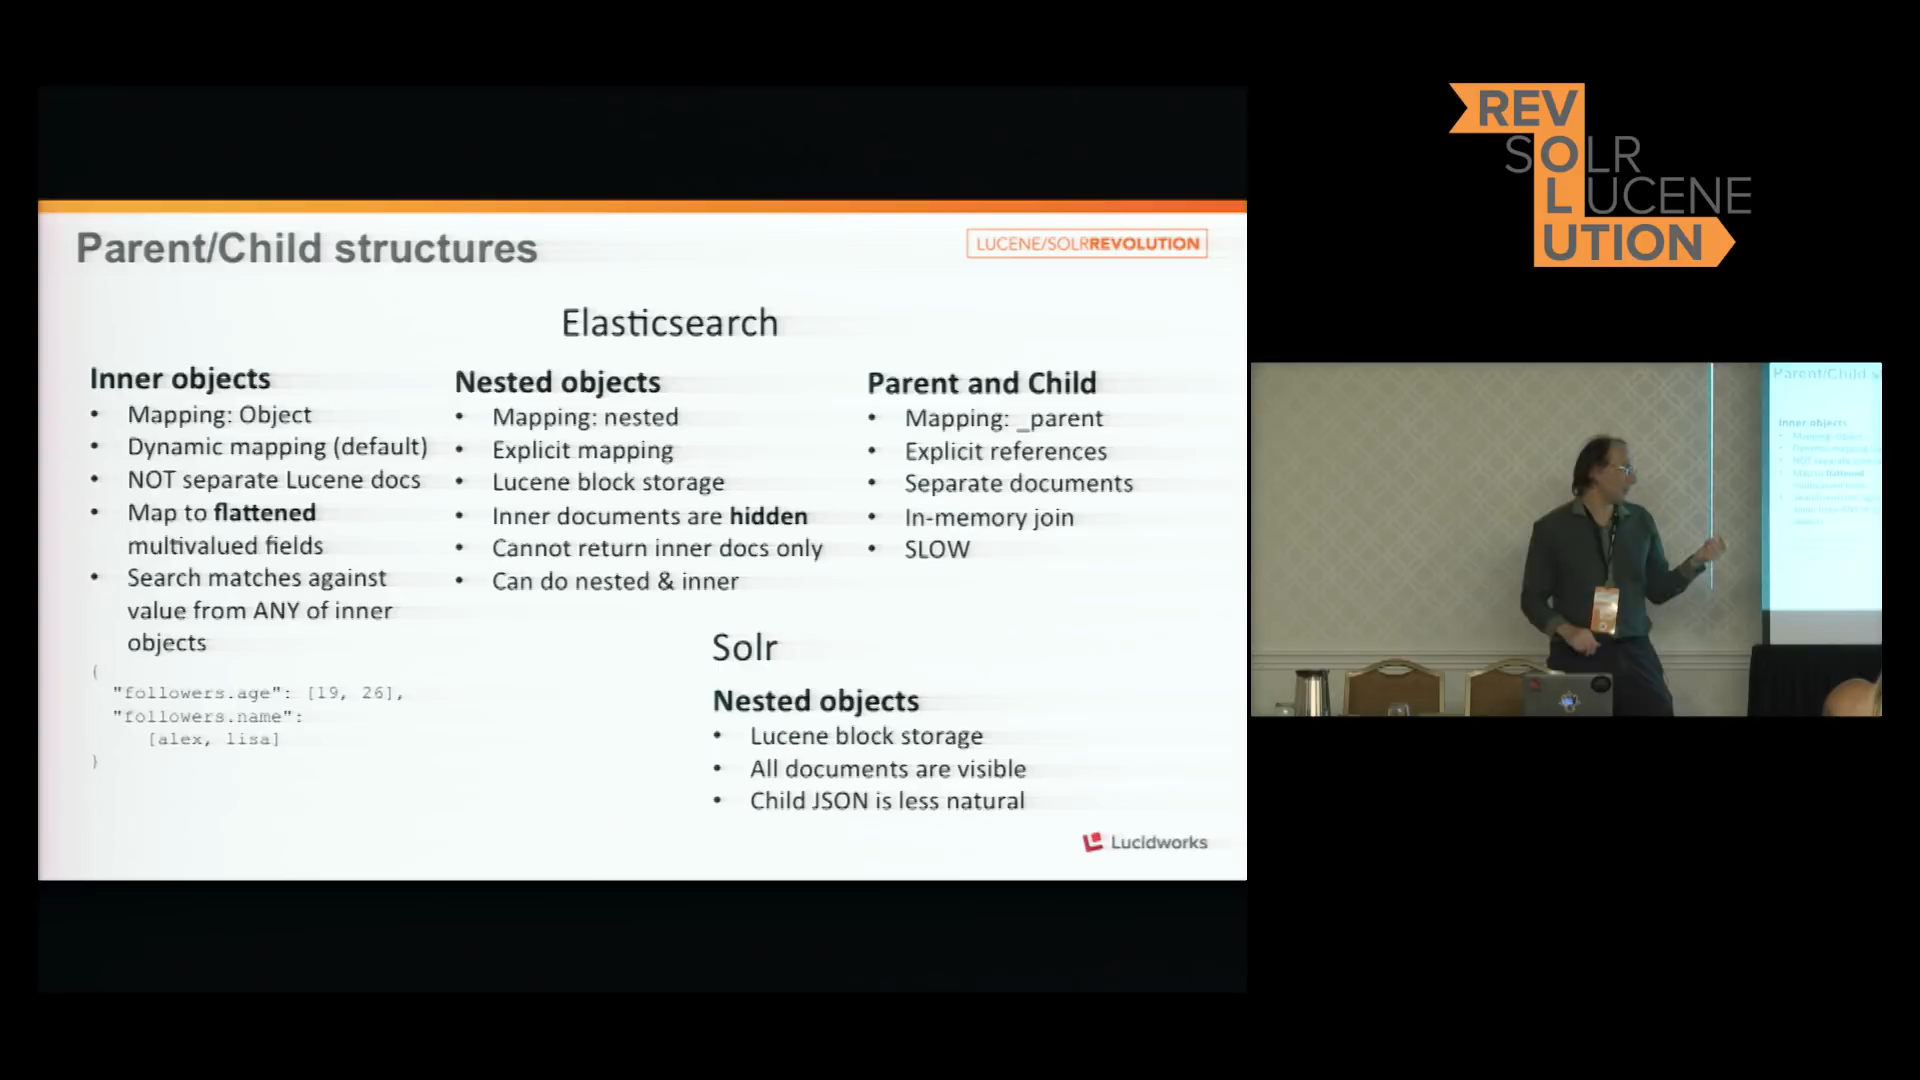 Parent/Child structures
LUCENE/SOLRREVOLUTION
Elasticsearch
Inner objects
• Mapping: Object
• Dynamic mapping (default)
• NOT separate Lucene docs
• Map to flattened
multivalued fields
• Search matches against
value from ANY of inner
objects
{
"followers.age": [19, 26],
"followers.name":
[alex, lisa]
}
Nested objects
• Mapping: nested
• Explicit mapping
• Lucene block storage
• Inner documents are hidden
• Cannot return inner docs only
• Can do nested & inner
Parent and Child
• Mapping: _parent
• Explicit references
• Separate documents
• In-memory join
• SLOW
Solr
Nested objects
• Lucene block storage
• All documents are visible
• Child JSON is less natural
Lucidworks
REV
SOLR
LUCENE
UTION
Parent/Child s
Inner objects